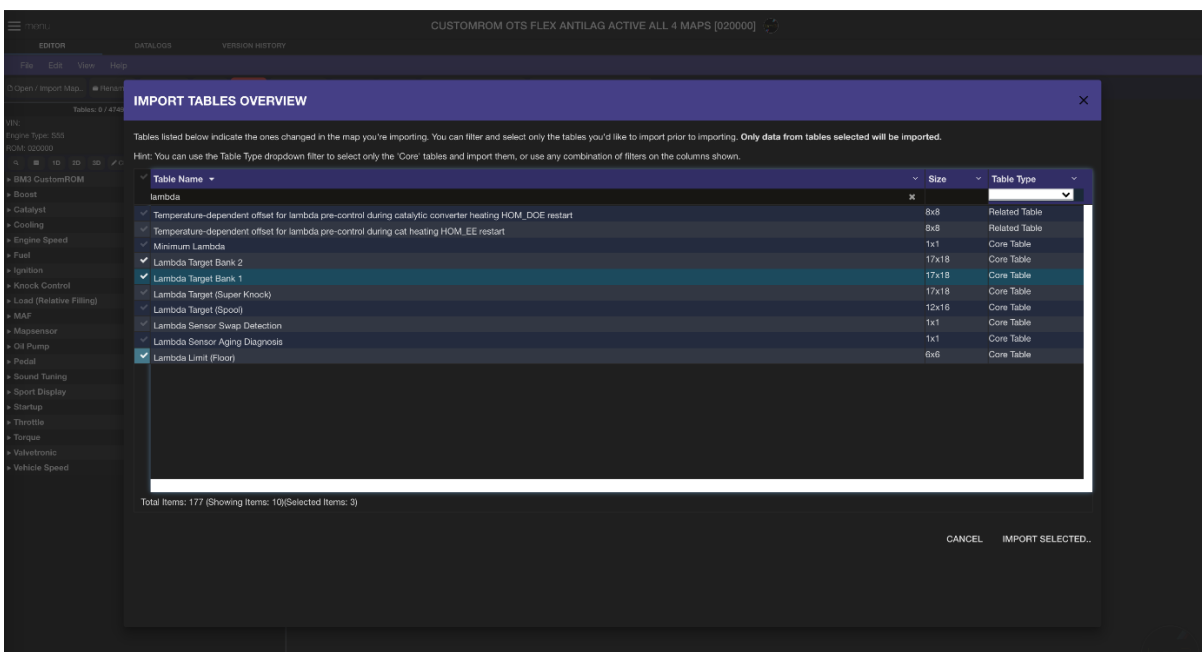 menu
CUSTOMROM OTS FLEX ANTILAG ACTIVE ALL 4 MAPS [020000]
EDITOR DATALOGS VERSION HISTORY
File Edit View Help
Open / Import Map.. Renam
Tables: 0 / 4749
VIN:
Engine Type: S55
ROM: 020000
1D 2D 3D
BM3 CustomROM
Boost
Catalyst
Cooling
Engine Speed
Fuel
Ignition
Knock Control
Load (Relative Filling)
MAF
Mapsensor
Oil Pump
Pedal
Sound Tuning
Sport Display
Startup
Throttle
Torque
Valvetronic
Vehicle Speed
IMPORT TABLES OVERVIEW
Tables listed below indicate the ones changed in the map you're importing. You can filter and select only the tables you'd like to import prior to importing. Only data from tables selected will be imported.
Hint: You can use the Table Type dropdown filter to select only the 'Core' tables and import them, or use any combination of filters on the columns shown.
Table Name Size Table Type
lambda
Temperature-dependent offset for lambda pre-control during catalytic converter heating HOM_DOE restart 8x8 Related Table
Temperature-dependent offset for lambda pre-control during cat heating HOM_EE restart 8x8 Related Table
Minimum Lambda 1x1 Core Table
Lambda Target Bank 2 17x18 Core Table
Lambda Target Bank 1 17x18 Core Table
Lambda Target (Super Knock) 17x18 Core Table
Lambda Target (Spool) 12x16 Core Table
Lambda Sensor Swap Detection 1x1 Core Table
Lambda Sensor Aging Diagnosis 1x1 Core Table
Lambda Limit (Floor) 6x6 Core Table
Total Items: 177 (Showing Items: 10)(Selected Items: 3)
CANCEL IMPORT SELECTED..